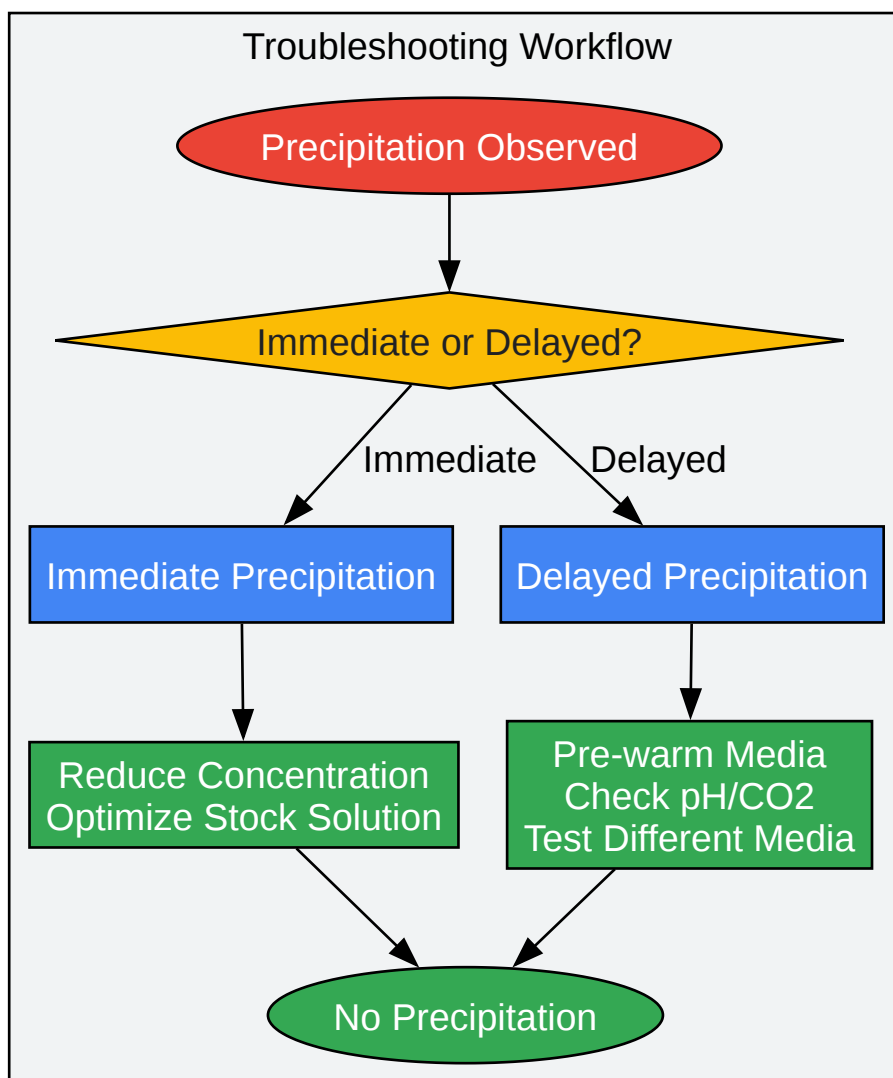 Troubleshooting Workflow
Precipitation Observed
Immediate or Delayed?
Immediate
Delayed
Immediate Precipitation
Delayed Precipitation
Reduce Concentration
Optimize Stock Solution
Pre-warm Media
Check pH/CO2
Test Different Media
No Precipitation